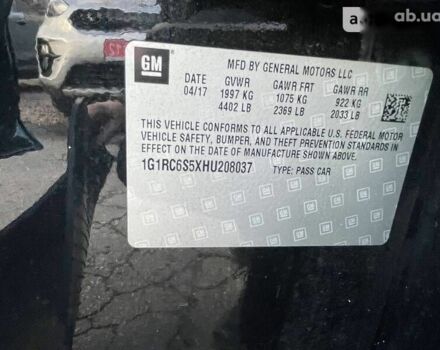 ab.ua
GM
MFD BY GENERAL MOTORS LLC
DATE GVWR GAWR FRT GAWR RR
04/17 1997 KG 1075 KG 922 KG
4402 LB 2369 LB 2033 LB
THIS VEHICLE CONFORMS TO ALL APPLICABLE U.S. FEDERAL MOTOR
VEHICLE SAFETY, BUMPER, AND THEFT PREVENTION STANDARDS IN
EFFECT ON THE DATE OF MANUFACTURE SHOWN ABOVE.
1G1RC6S5XHU208037 TYPE: PASS CAR